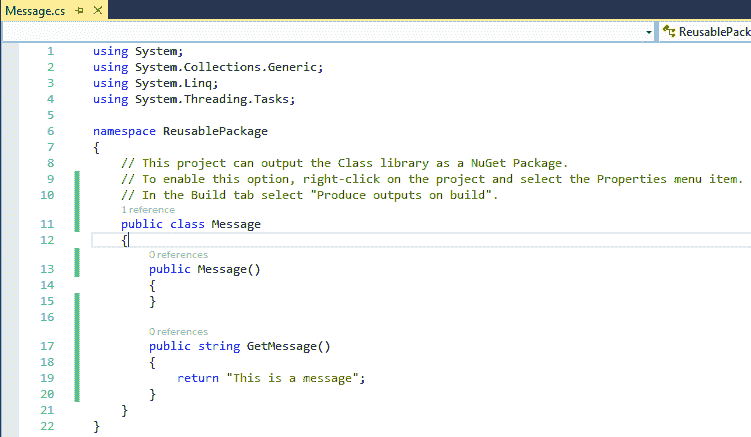 Message.cs
ReusablePack
1 using System;
2 using System.Collections.Generic;
3 using System.Linq;
4 using System.Threading.Tasks;
5
6 namespace ReusablePackage
7 {
8 // This project can output the Class library as a NuGet Package.
9 // To enable this option, right-click on the project and select the Properties menu item.
10 // In the Build tab select "Produce outputs on build".
1 reference
11 public class Message
12 {
0 references
13 public Message()
14 {
15 }
16
0 references
17 public string GetMessage()
18 {
19 return "This is a message";
20 }
21 }
22 }